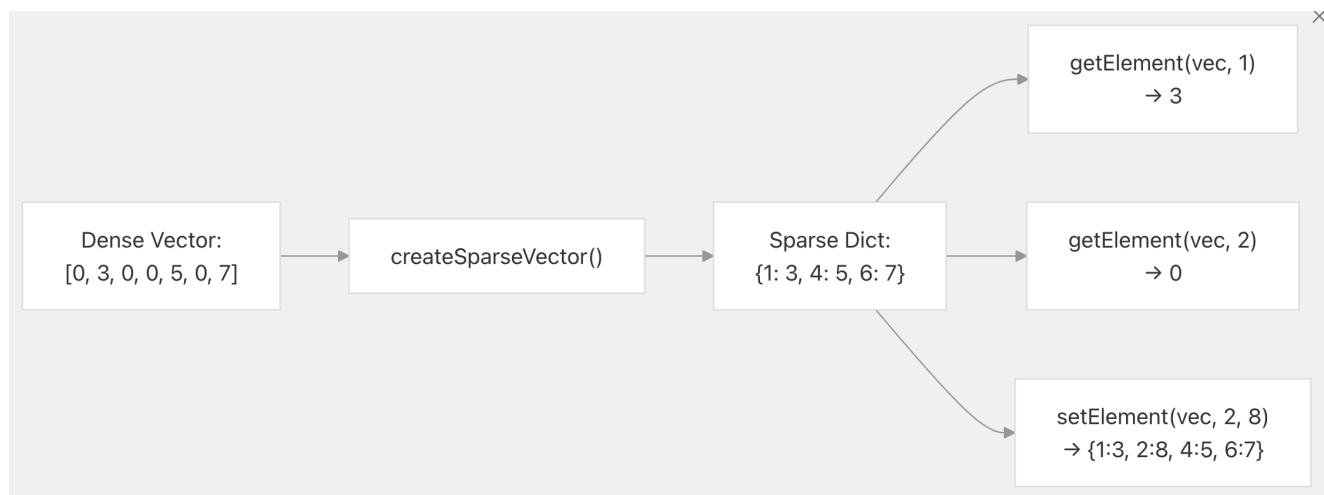 Dense Vector:
[0, 3, 0, 0, 5, 0, 7]
createSparseVector()
Sparse Dict:
{1: 3, 4: 5, 6: 7}
getElement(vec, 1)
→ 3
getElement(vec, 2)
→ 0
setElement(vec, 2, 8)
→ {1:3, 2:8, 4:5, 6:7}